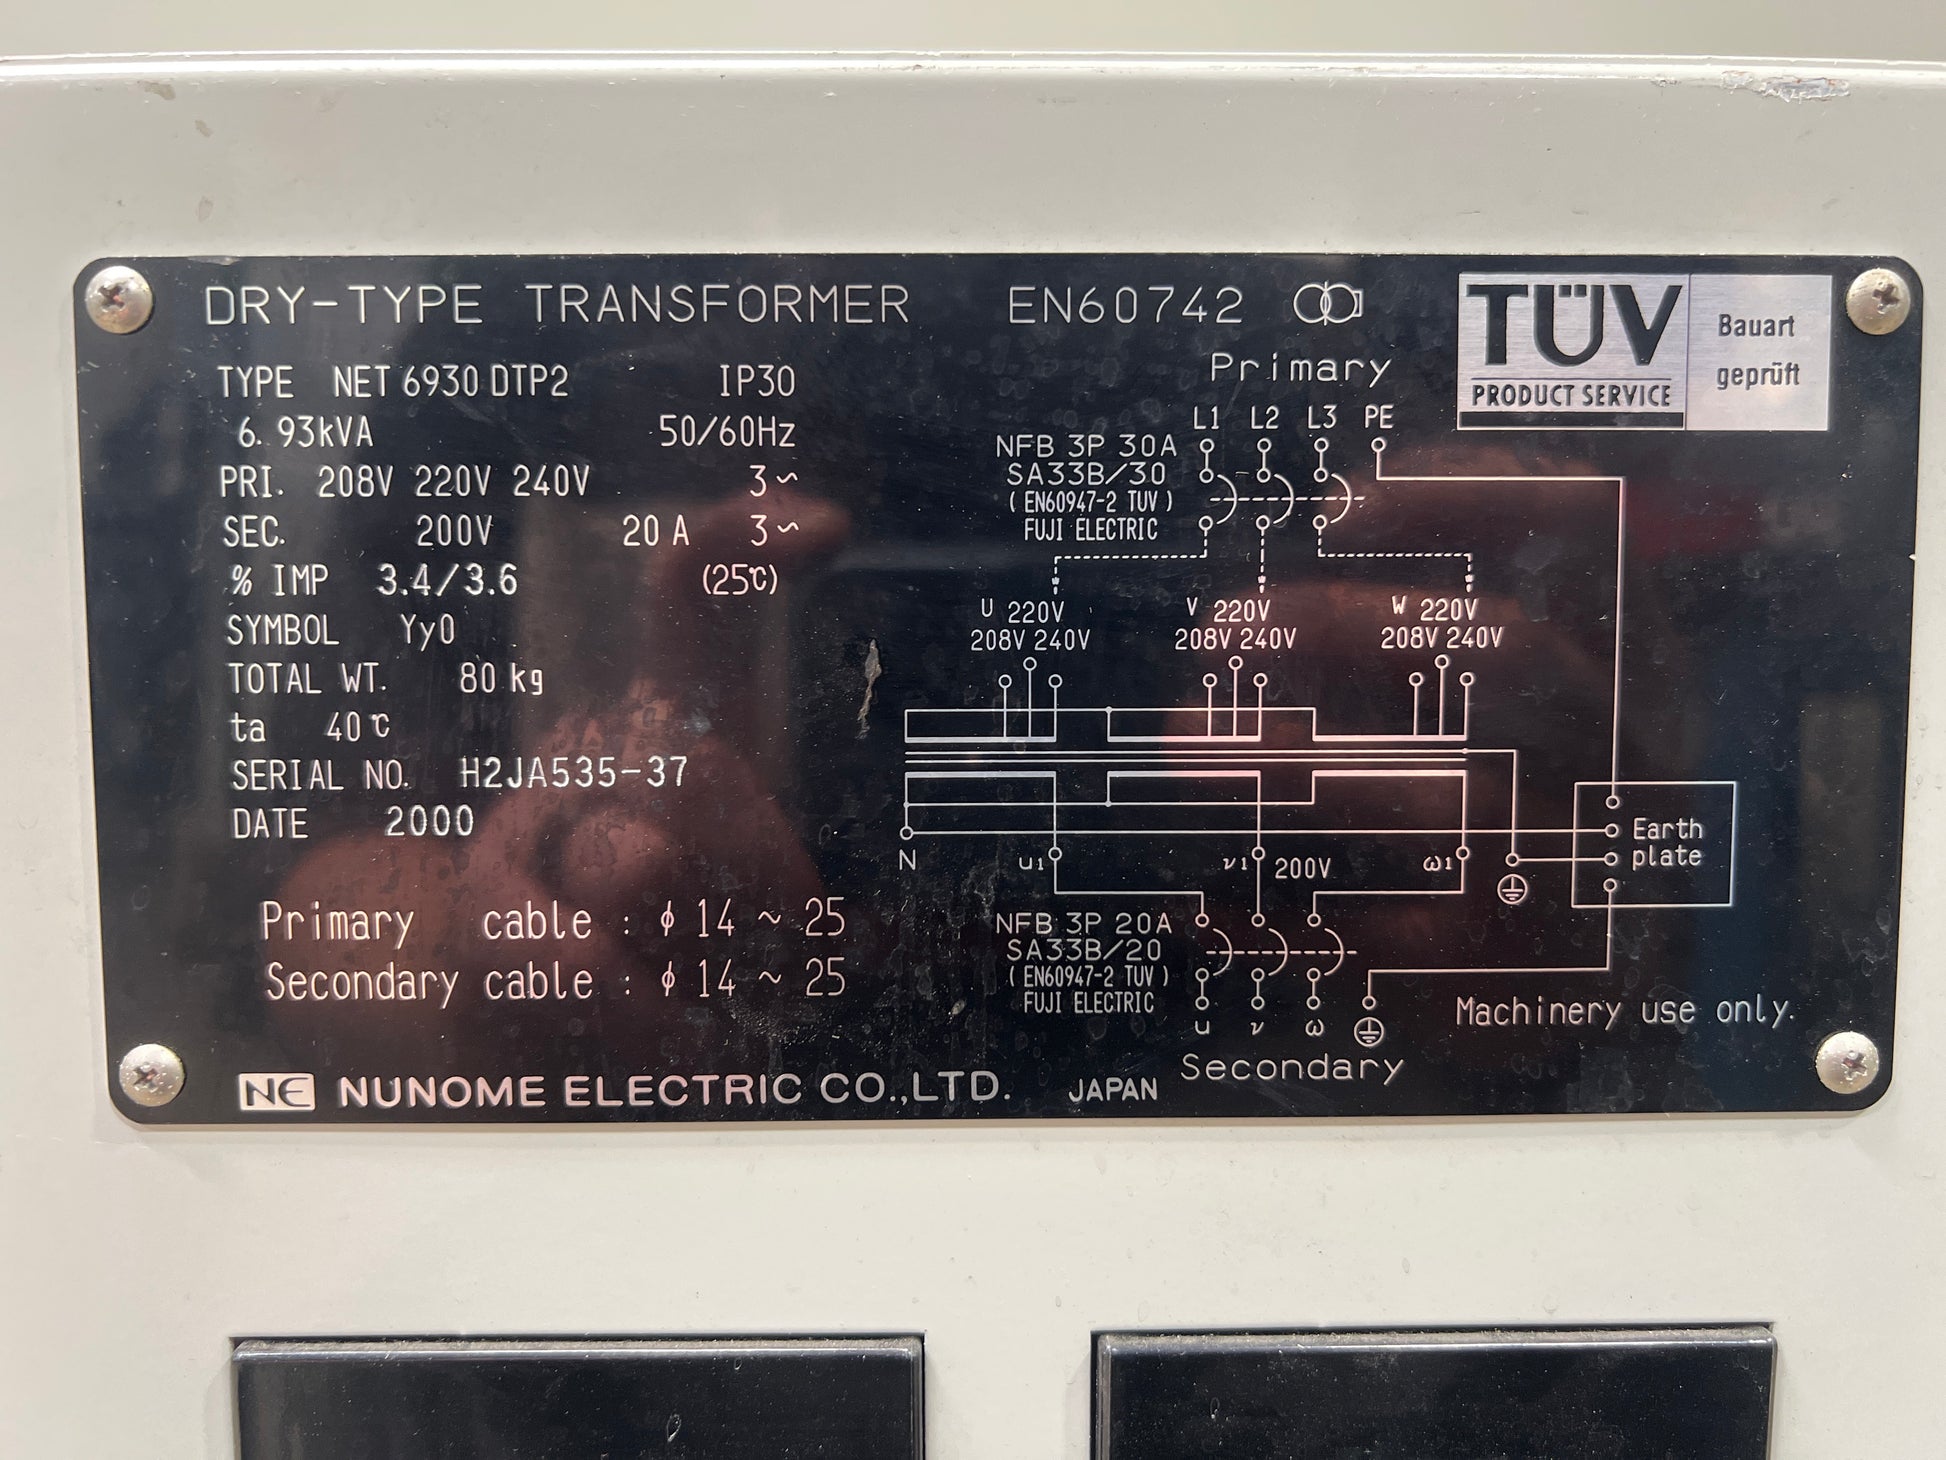 DRY-TYPE TRANSFORMER EN60742
TÜV
PRODUCT SERVICE
Bauart
geprüft
TYPE NET 6930 DTP2 IP30
6.93kVA 50/60Hz
PRI. 208V 220V 240V 3~
SEC. 200V 20A 3~
% IMP 3.4/3.6 (25℃)
SYMBOL Yy0
TOTAL WT. 80 kg
ta 40℃
SERIAL NO. H2JA535-37
DATE 2000
Primary cable : ϕ 14 ~ 25
Secondary cable : ϕ 14 ~ 25
NE NUNOME ELECTRIC CO.,LTD. JAPAN
Primary
L1 L2 L3 PE
NFB 3P 30A
SA33B/30
(EN60947-2 TUV)
FUJI ELECTRIC
U 220V V 220V W 220V
208V 240V 208V 240V 208V 240V
Earth
plate
N u1 v1 200V ω1
NFB 3P 20A
SA33B/20
(EN60947-2 TUV)
FUJI ELECTRIC
u v ω
Secondary
Machinery use only.